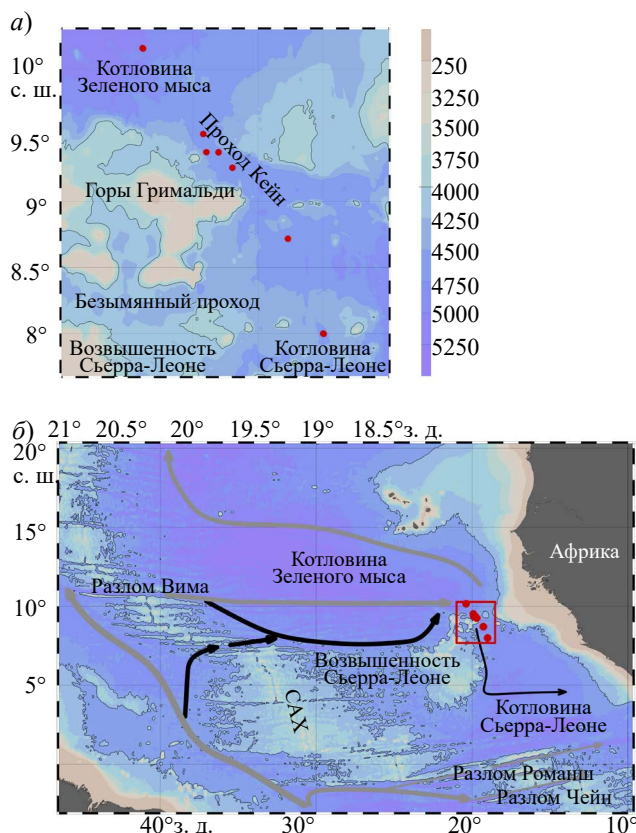 а)
10°
с. ш.
9.5°
9°
8.5°
8°
Котловина
Зеленого мыса
Проход Кейн
Горы Гримальди
Безымянный проход
Возвышенность
Сьерра-Леоне
Котловина
Сьерра-Леоне
250
3250
3500
3750
4000
4250
4500
4750
5000
5250
б) 21° 20.5° 20° 19.5° 19° 18.5°з. д.
20°
с. ш.
15°
10°
5°
Африка
Котловина
Зеленого мыса
Разлом Вима
Возвышенность
Сьерра-Леоне
САХ
Котловина
Сьерра-Леоне
Разлом Романш
Разлом Чейн
40°з. д. 30° 20° 10°